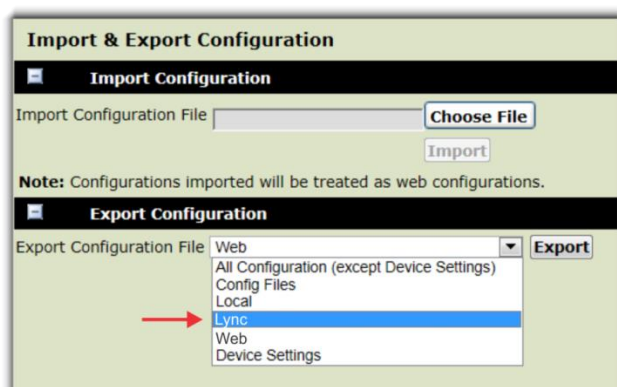 Import & Export Configuration
Import Configuration
Import Configuration File Choose File
Import
Note: Configurations imported will be treated as web configurations.
Export Configuration
Export Configuration File Web Export
All Configuration (except Device Settings)
Config Files
Local
Lync
Web
Device Settings